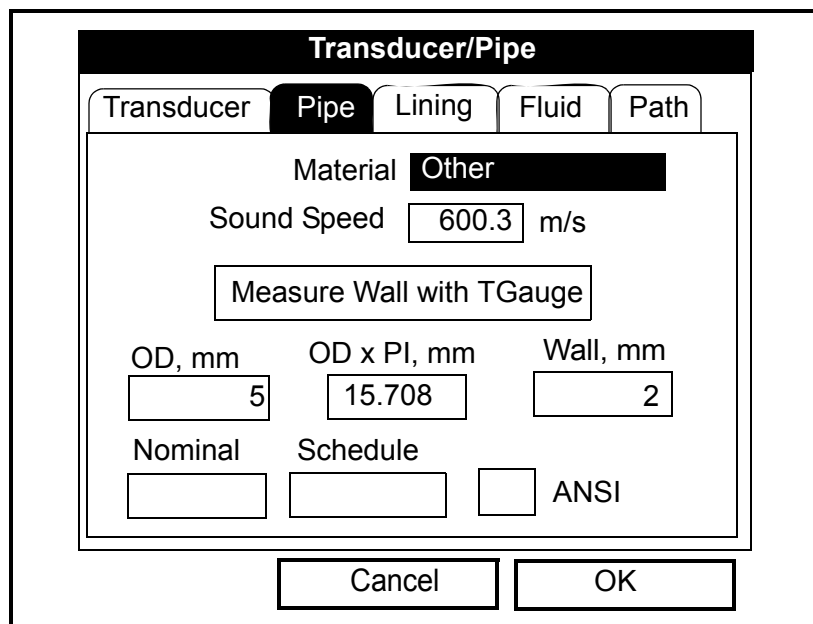 Transducer/Pipe
Transducer Pipe Lining Fluid Path
Material Other
Sound Speed 600.3 m/s
Measure Wall with TGauge
OD, mm OD x PI, mm Wall, mm
5 15.708 2
Nominal Schedule
ANSI
Cancel OK